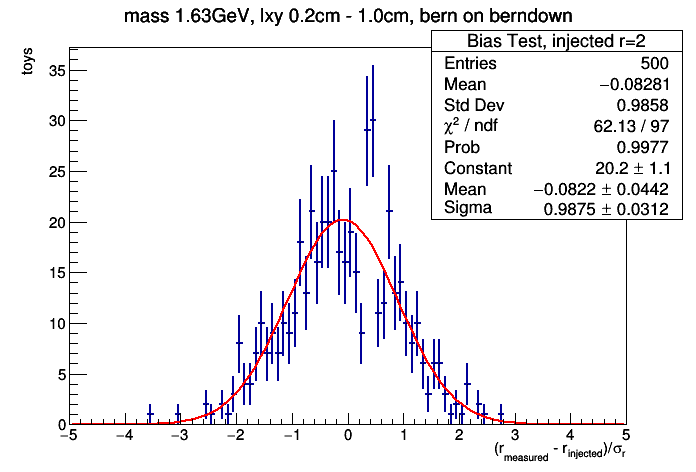 mass 1.63GeV, lxy 0.2cm - 1.0cm, bern on berndown
Bias Test, injected r=2
Entries 500
Mean −0.08281
Std Dev 0.9858
χ² / ndf 62.13 / 97
Prob 0.9977
Constant 20.2 ± 1.1
Mean −0.0822 ± 0.0442
Sigma 0.9875 ± 0.0312
toys
35
30
25
20
15
10
5
0
−5 −4 −3 −2 −1 0 1 2 3 4 5
(r_measured - r_injected)/σ_r